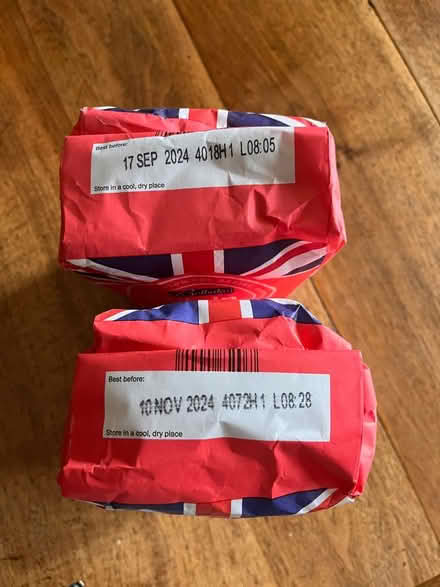 Best before:
17 SEP 2024 4018H1 L08:05
Store in a cool, dry place
Best before:
10 NOV 2024 4072H1 L08:28
Store in a cool, dry place